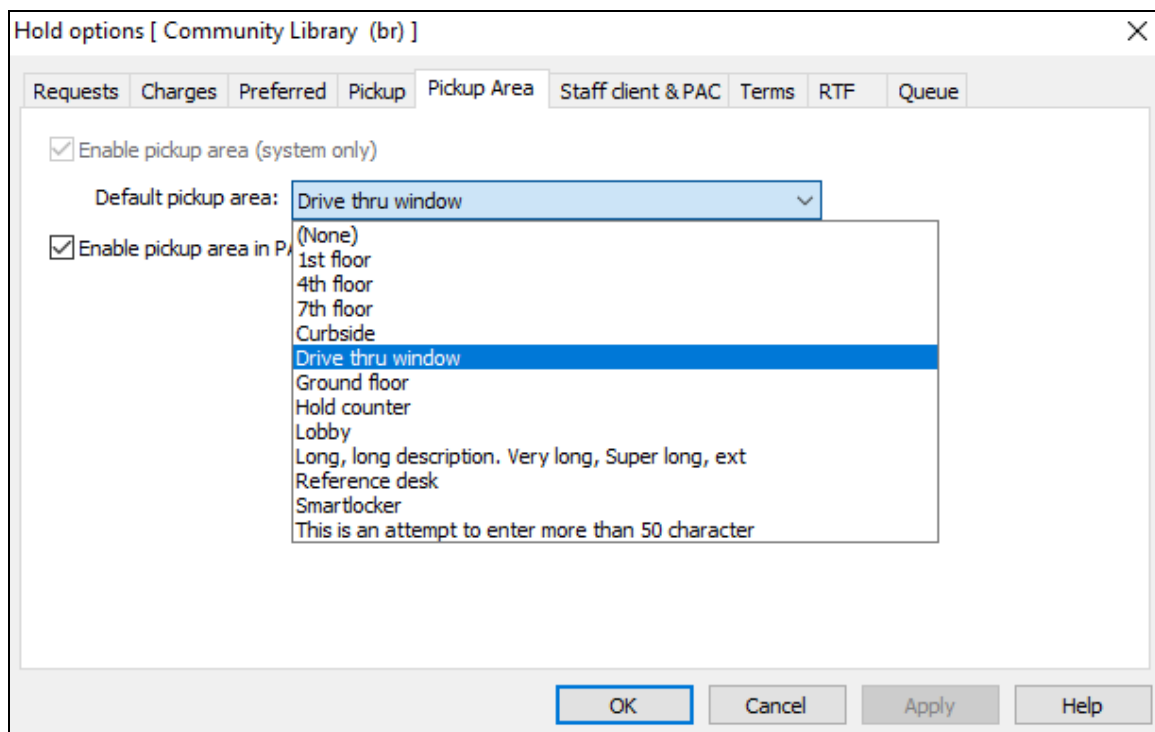 Hold options [ Community Library (br) ]
Requests Charges Preferred Pickup Pickup Area Staff client & PAC Terms RTF Queue
Enable pickup area (system only)
Default pickup area: Drive thru window
Enable pickup area in
(None)
1st floor
4th floor
7th floor
Curbside
Drive thru window
Ground floor
Hold counter
Lobby
Long, long description. Very long, Super long, ext
Reference desk
Smartlocker
This is an attempt to enter more than 50 character
OK Cancel Apply Help